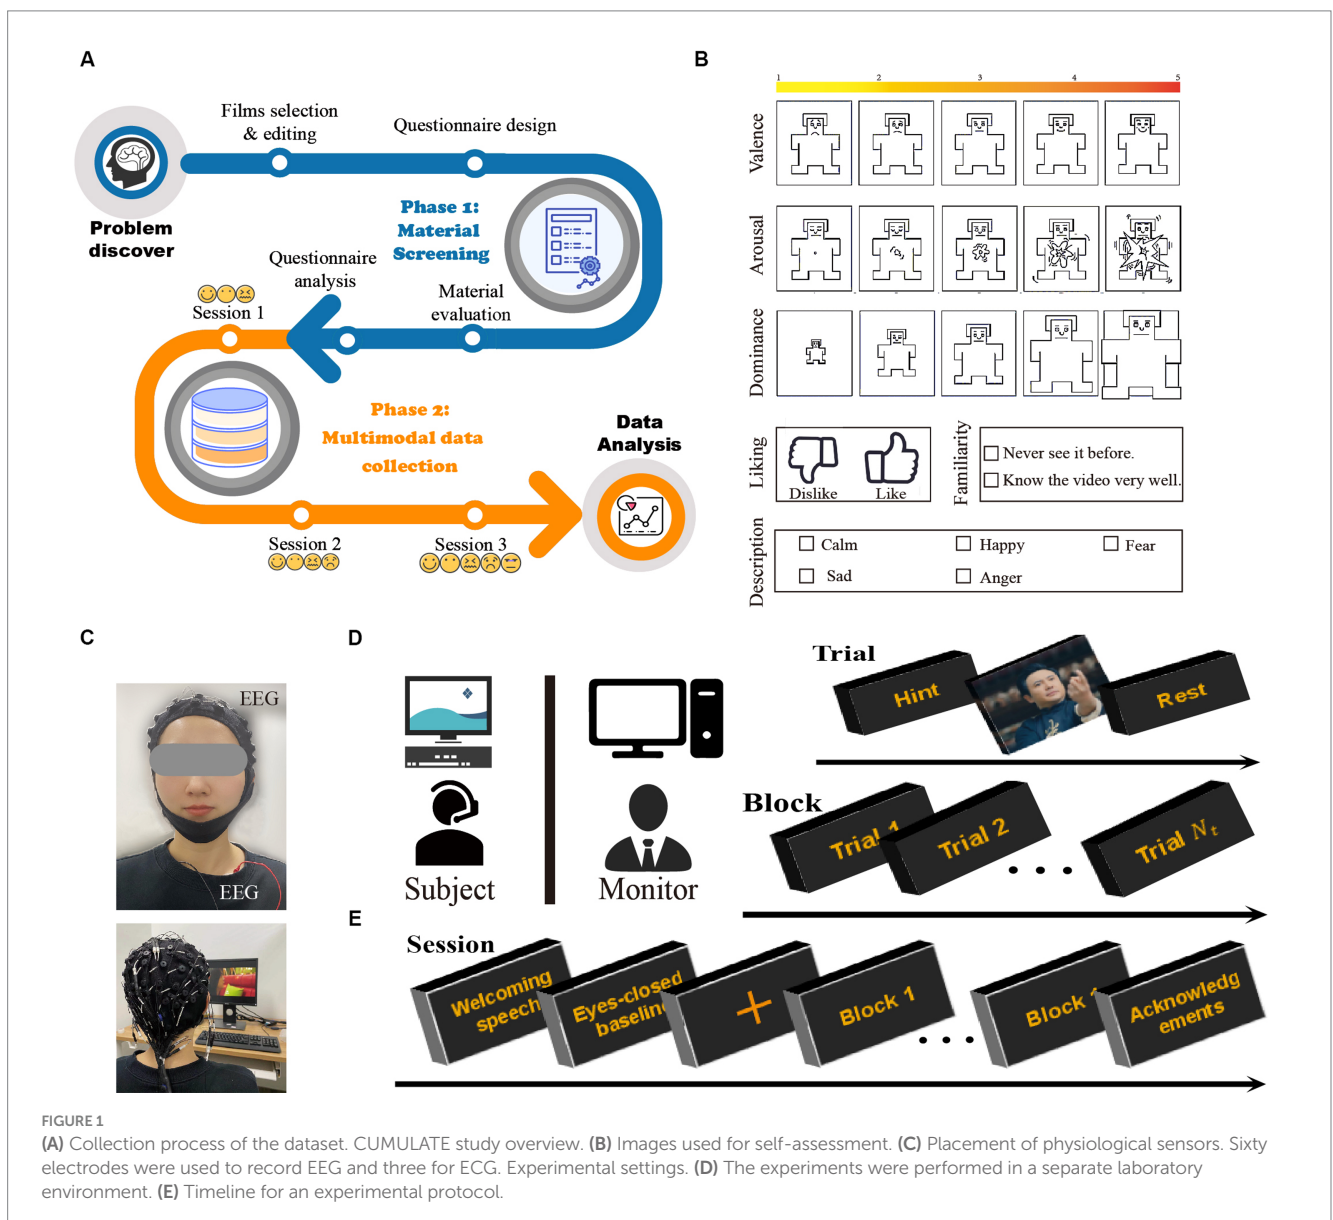 A
Films selection
& editing
Questionnaire design
Problem
discover
Phase 1:
Material
Screening
Questionnaire
analysis
Material
evaluation
Session 1
Phase 2:
Multimodal data
collection
Data
Analysis
Session 2
Session 3
B
1 2 3 4 5
Valence
Arousal
Dominance
Liking
Dislike Like
Familiarity
Never see it before.
Know the video very well.
Description
Calm Happy Fear
Sad Anger
C
EEG
EEG
D
Subject
Monitor
Trial
Hint
Rest
Block
Trial 1
Trial 2
Trial Nt
E
Session
Welcoming
speech
Eyes-closed
baseline
Block 1
Block
Acknowledg
ements
FIGURE 1
(A) Collection process of the dataset. CUMULATE study overview. (B) Images used for self-assessment. (C) Placement of physiological sensors. Sixty
electrodes were used to record EEG and three for ECG. Experimental settings. (D) The experiments were performed in a separate laboratory
environment. (E) Timeline for an experimental protocol.